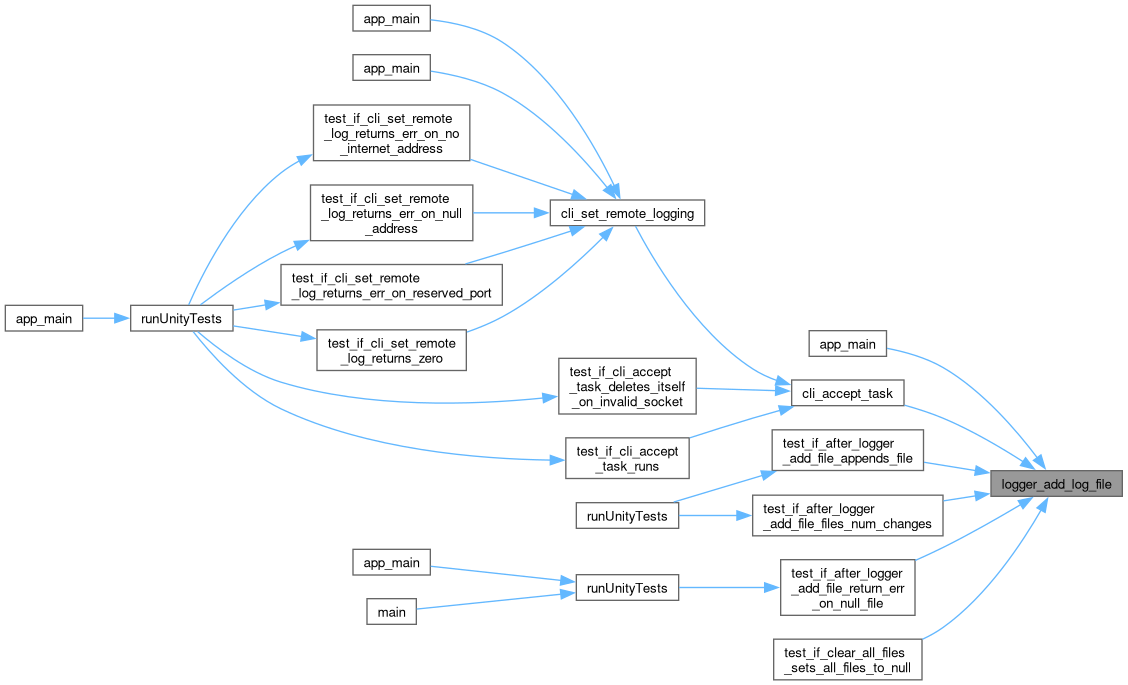 app_main
app_main
test_if_cli_set_remote
_log_returns_err_on_no
_internet_address
test_if_cli_set_remote
_log_returns_err_on_null
_address
cli_set_remote_logging
test_if_cli_set_remote
_log_returns_err_on_reserved_port
app_main
runUnityTests
test_if_cli_set_remote
_log_returns_zero
app_main
test_if_cli_accept
_task_deletes_itself
_on_invalid_socket
cli_accept_task
test_if_cli_accept
_task_runs
test_if_after_logger
_add_file_appends_file
logger_add_log_file
runUnityTests
test_if_after_logger
_add_file_files_num_changes
app_main
main
runUnityTests
test_if_after_logger
_add_file_return_err
_on_null_file
test_if_clear_all_files
_sets_all_files_to_null